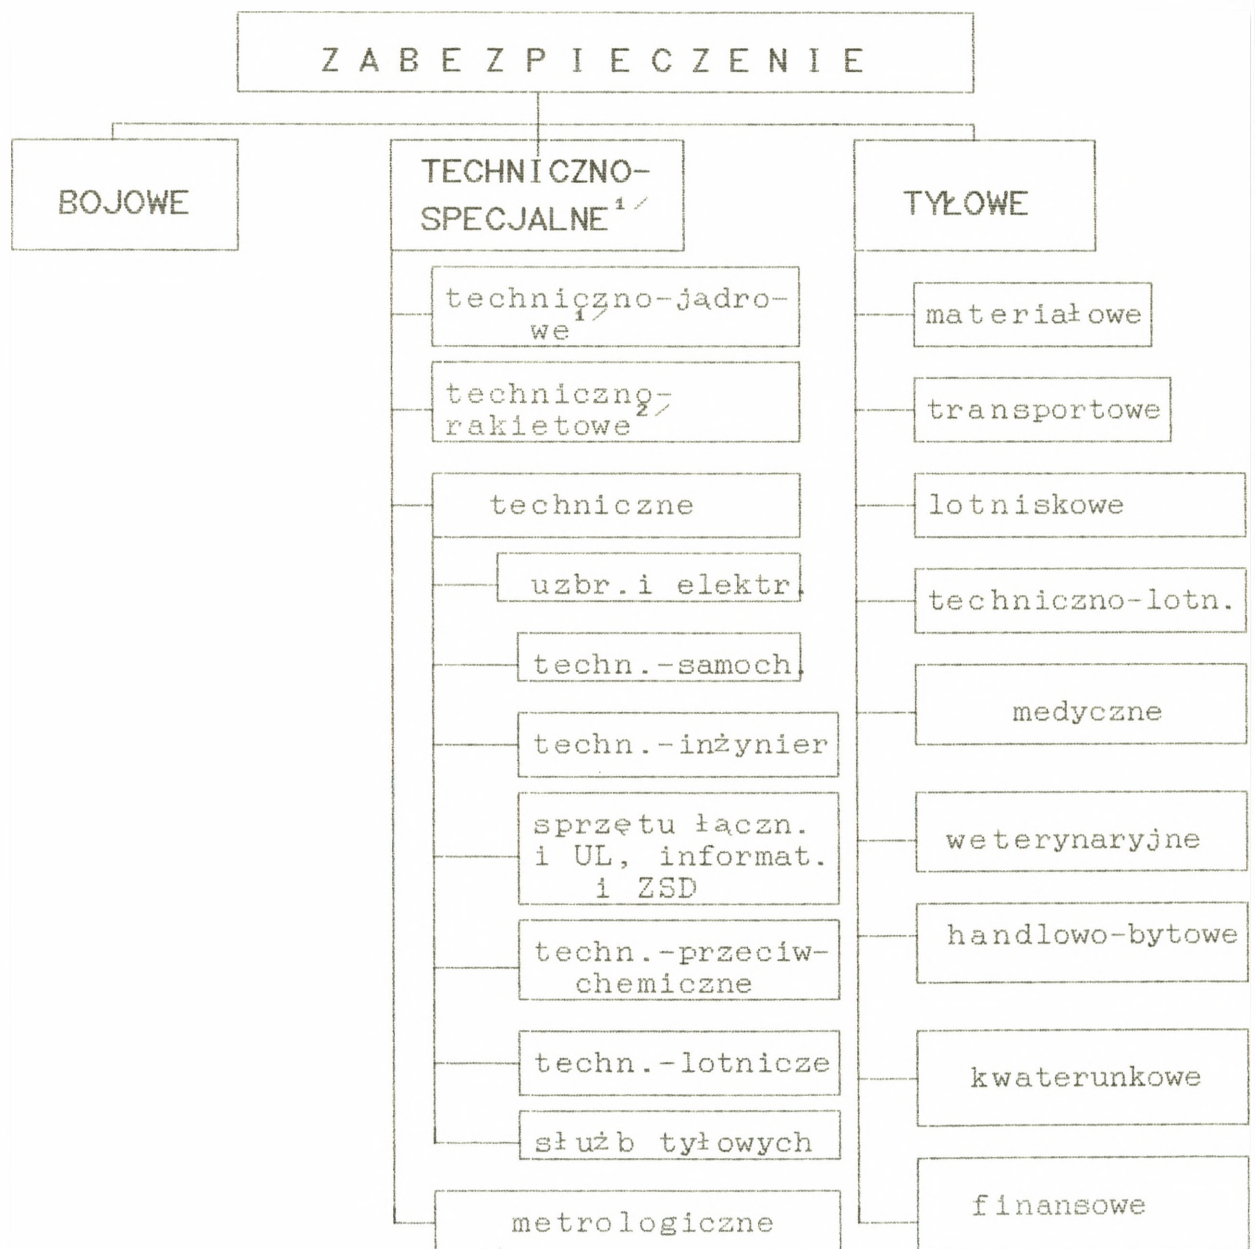 ZABEZPIECZENIE
BOJOWE
TECHNICZNO-
SPECJALNE 1/
techniczno-jądro-
we 1/
techniczno-
rakietowe 2/
techniczne
uzbr.i elektr.
techn.-samoch.
techn.-inżynier
sprzętu łączn.
i UL, informat.
i ZSD
techn.-przeciw-
chemiczne
techn.-lotnicze
służb tyłowych
metrologiczne
TYŁOWE
materiałowe
transportowe
lotniskowe
techniczno-lotn.
medyczne
weterynaryjne
handlowo-bytowe
kwaterunkowe
finansowe